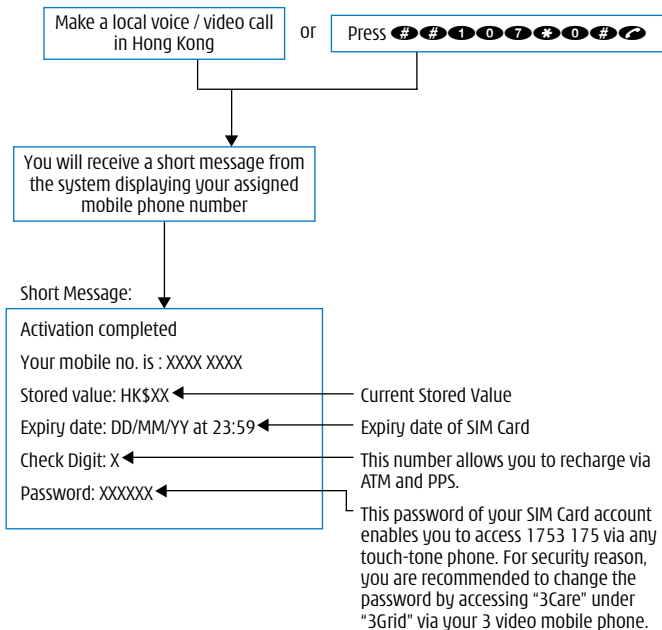 Make a local voice / video call
in Hong Kong
or
Press ##107*0#
You will receive a short message from
the system displaying your assigned
mobile phone number
Short Message:
Activation completed
Your mobile no. is : XXXX XXXX
Stored value: HK$XX
Current Stored Value
Expiry date: DD/MM/YY at 23:59
Expiry date of SIM Card
Check Digit: X
This number allows you to recharge via
ATM and PPS.
Password: XXXXXX
This password of your SIM Card account
enables you to access 1753 175 via any
touch-tone phone. For security reason,
you are recommended to change the
password by accessing “3Care” under
“3Grid” via your 3 video mobile phone.